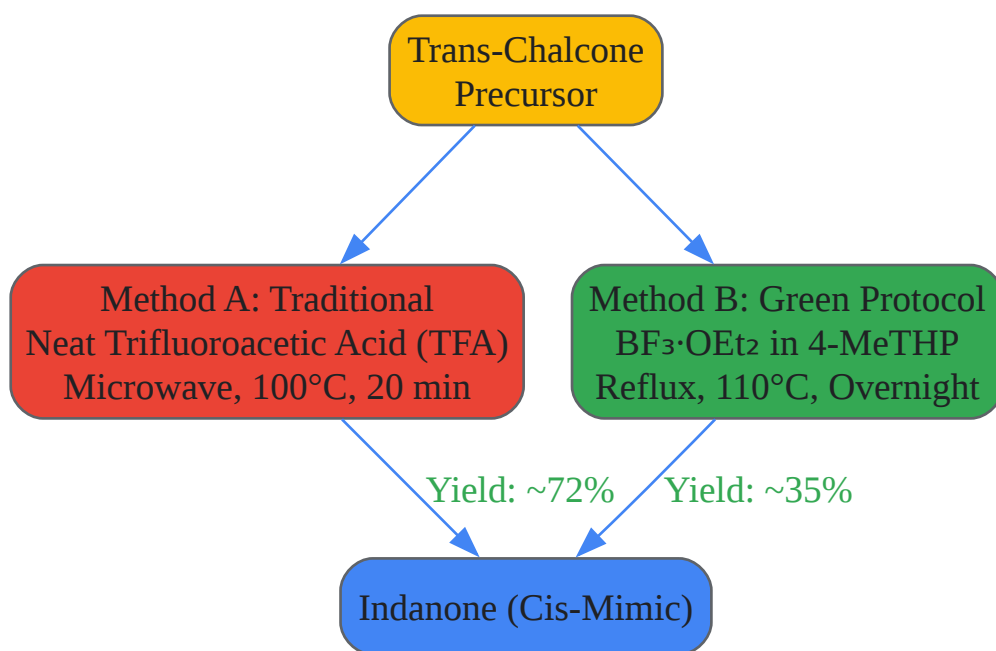 Trans-Chalcone
Precursor
Method A: Traditional
Neat Trifluoroacetic Acid (TFA)
Microwave, 100°C, 20 min
Method B: Green Protocol
BF₃·OEt₂ in 4-MeTHP
Reflux, 110°C, Overnight
Yield: ~72%
Yield: ~35%
Indanone (Cis-Mimic)